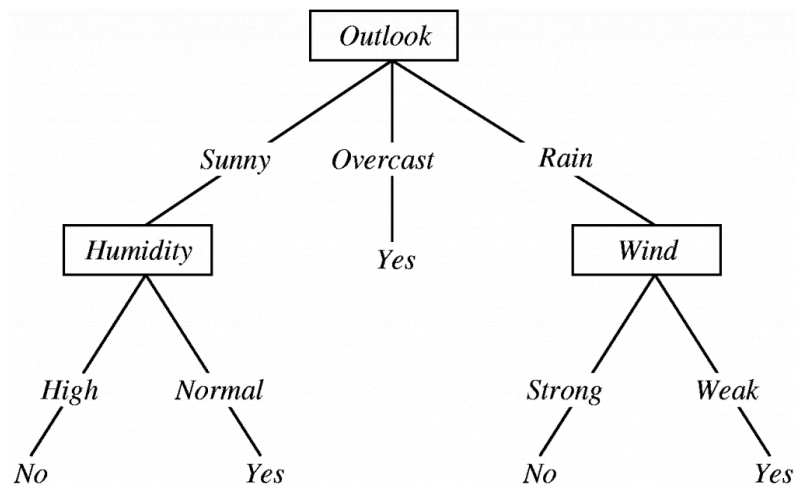 Outlook
Sunny Overcast Rain
Humidity Yes Wind
High Normal Strong Weak
No Yes No Yes